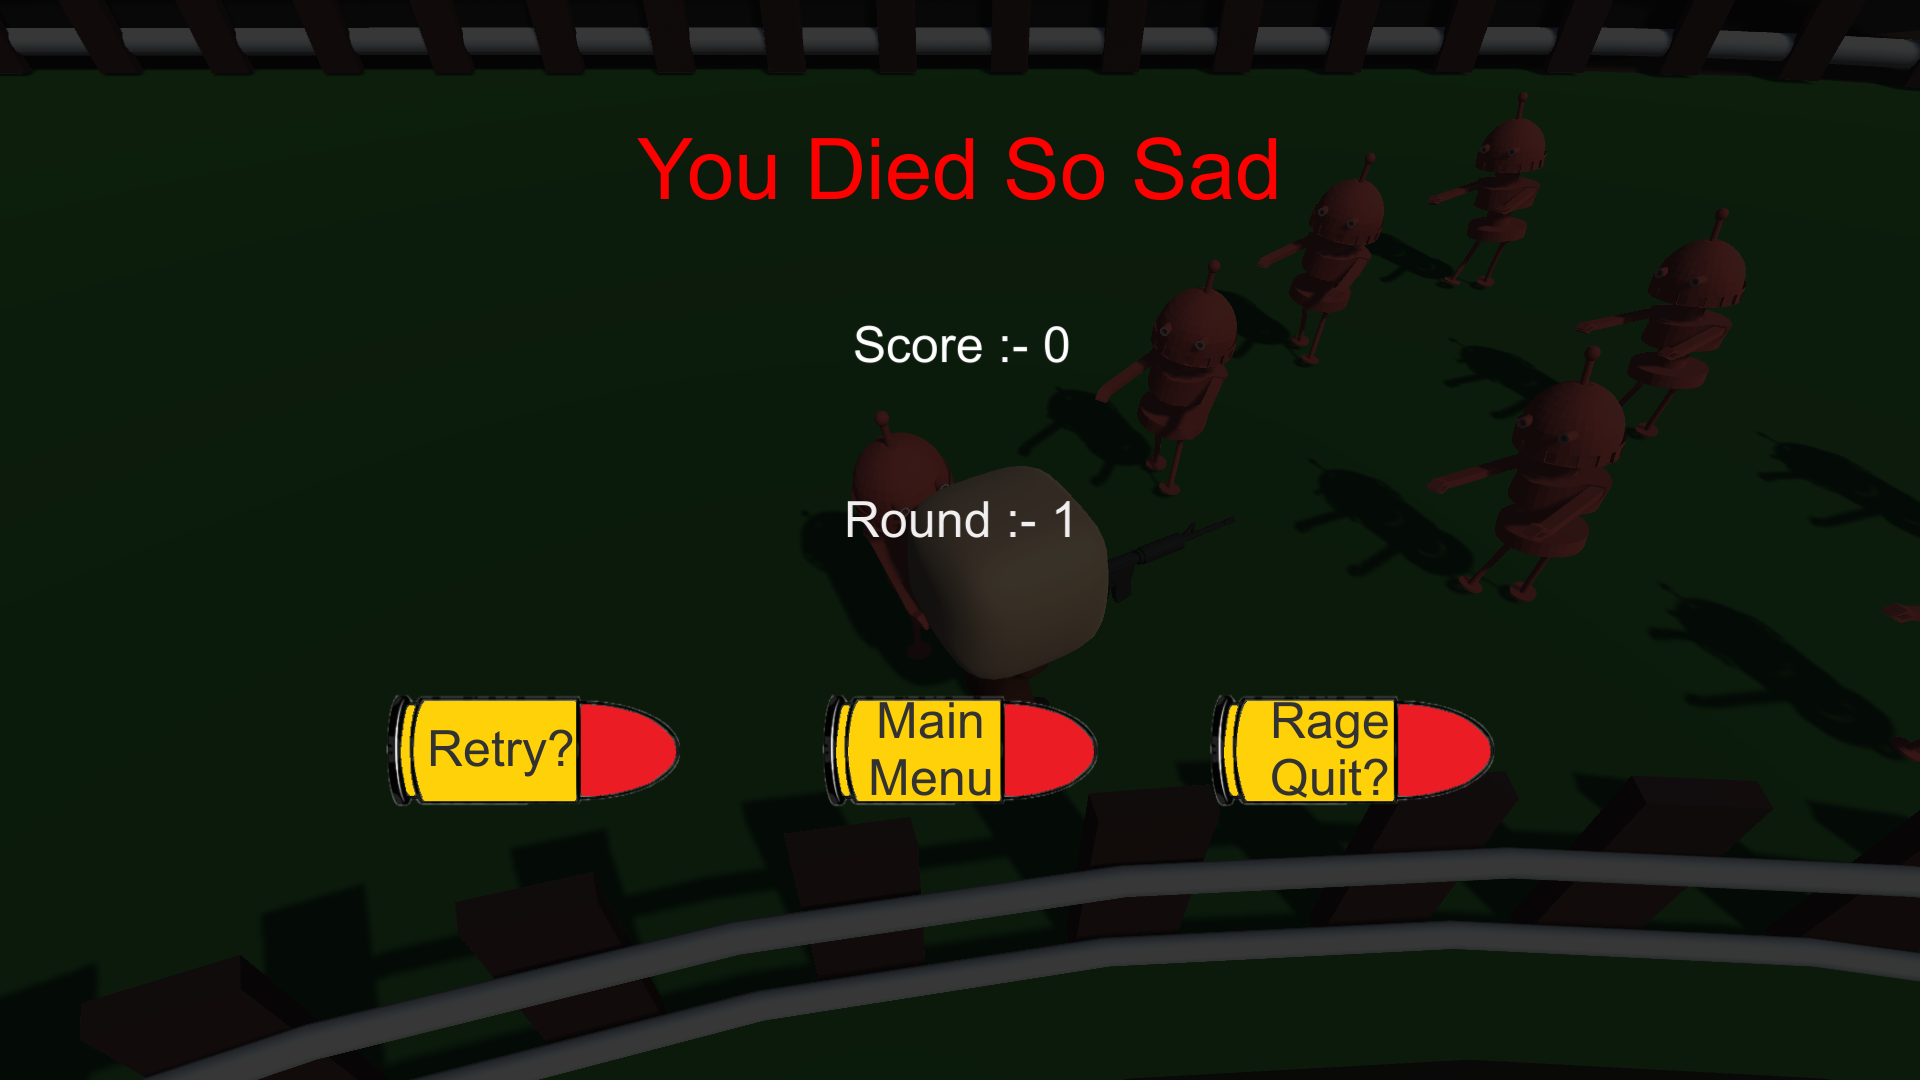 You Died So Sad
Score :- 0
Round :- 1
Retry?
Main
Menu
Rage
Quit?